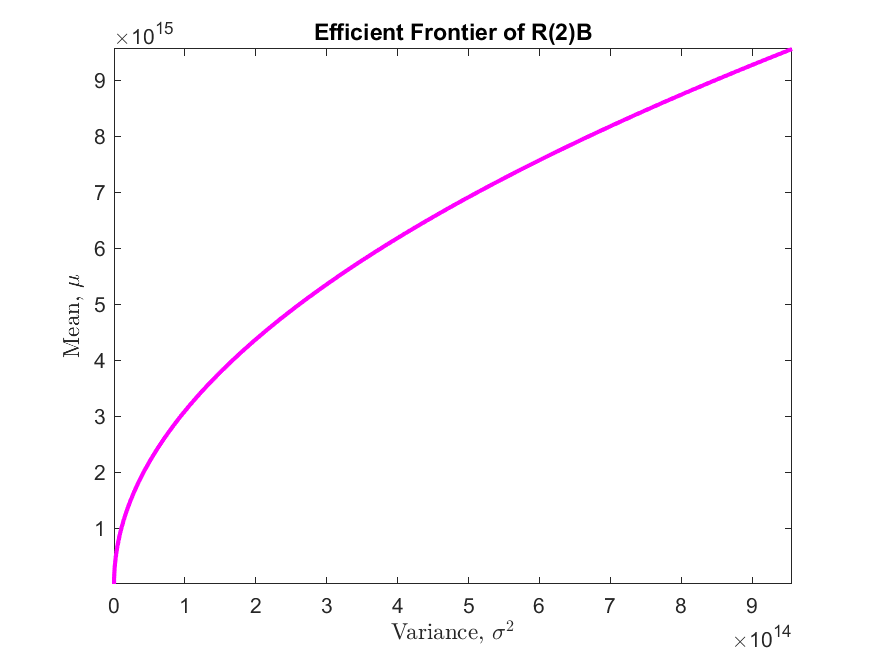 Efficient Frontier of R(2)B
×10^15
9
8
7
6
5
4
3
2
1
Mean, μ
0 1 2 3 4 5 6 7 8 9
Variance, σ²
×10^14